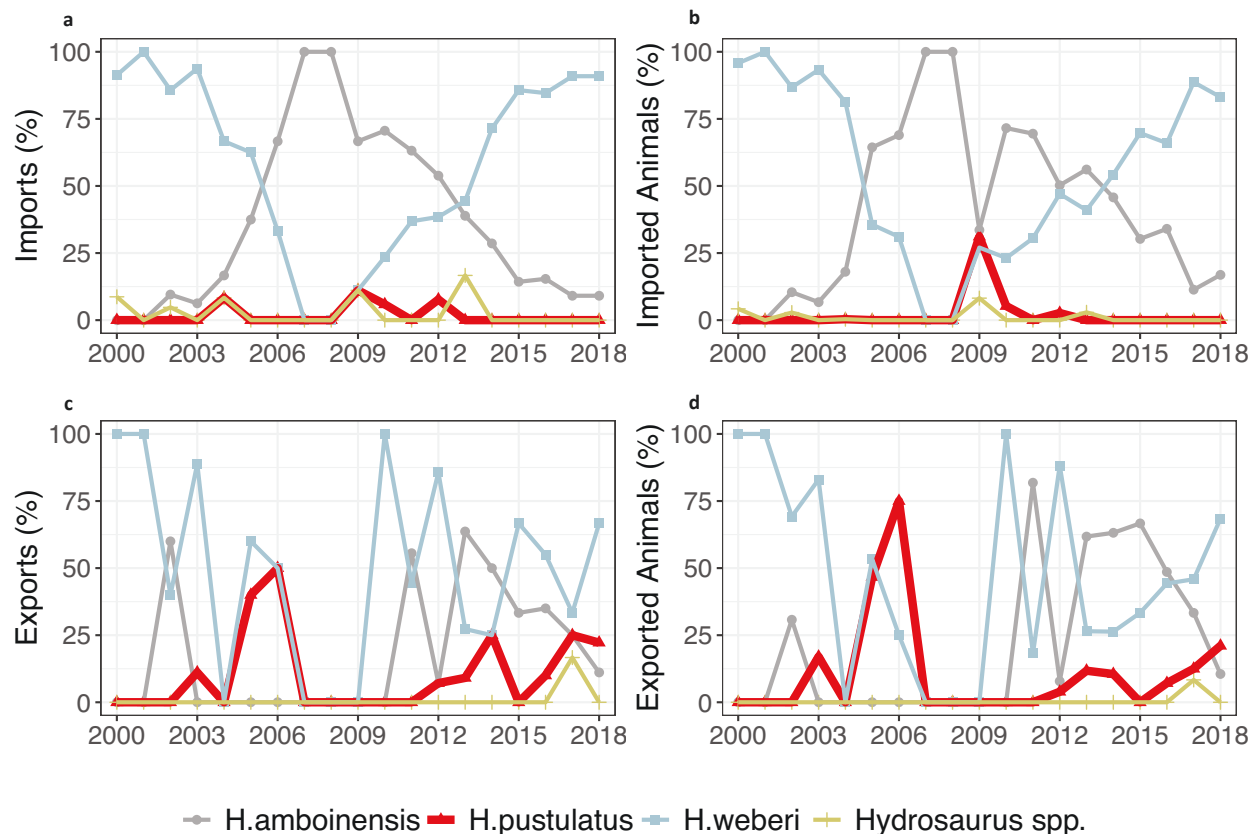 a
Imports (%)
100
75
50
25
0
2000 2003 2006 2009 2012 2015 2018
b
Imported Animals (%)
100
75
50
25
0
2000 2003 2006 2009 2012 2015 2018
c
Exports (%)
100
75
50
25
0
2000 2003 2006 2009 2012 2015 2018
d
Exported Animals (%)
100
75
50
25
0
2000 2003 2006 2009 2012 2015 2018
H.amboinensis H.pustulatus H.weberi Hydrosaurus spp.